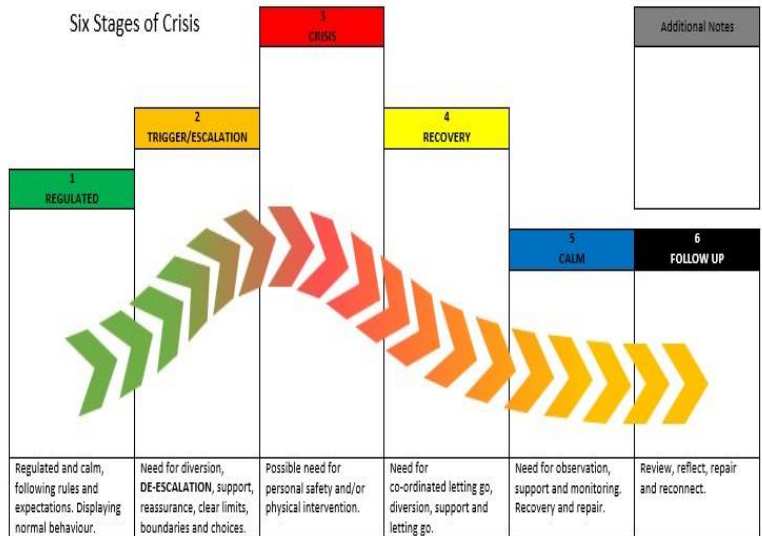 Six Stages of Crisis
3
CRISIS
Additional Notes
2
TRIGGER/ESCALATION
4
RECOVERY
1
REGULATED
5
CALM
6
FOLLOW UP
Regulated and calm,
following rules and
expectations. Displaying
normal behaviour.
Need for diversion,
DE-ESCALATION, support,
reassurance, clear limits,
boundaries and choices.
Possible need for
personal safety and/or
physical intervention.
Need for
co-ordinated letting go,
diversion, support and
letting go.
Need for observation,
support and monitoring.
Recovery and repair.
Review, reflect, repair
and reconnect.